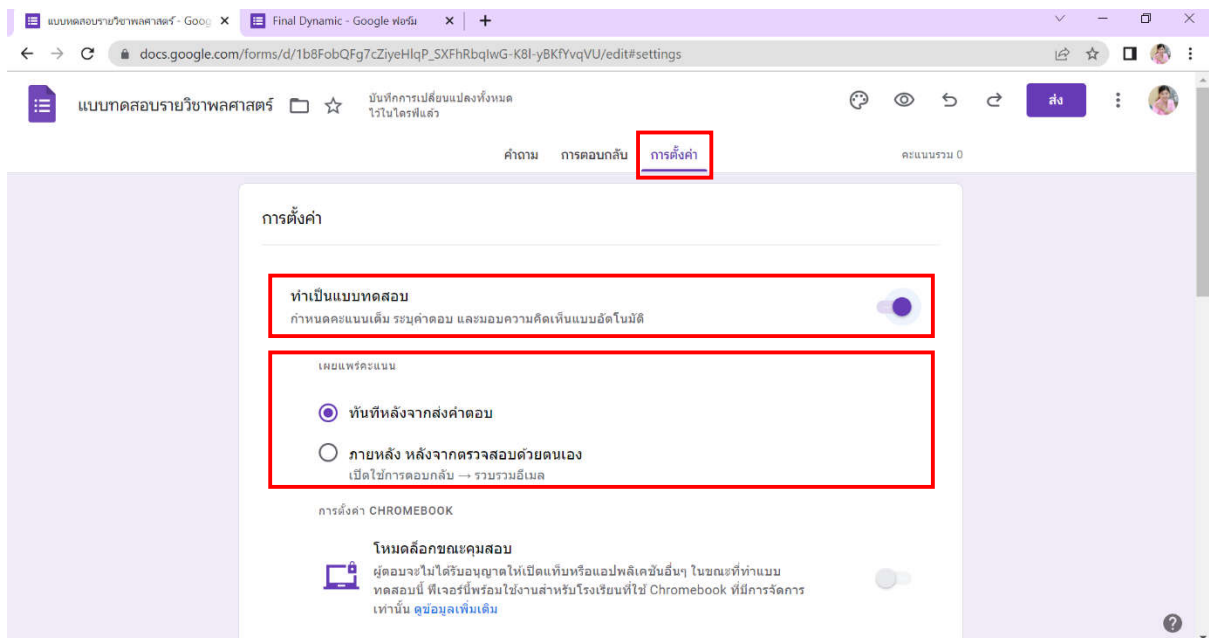 แบบทดสอบรายวิชาพลศาสตร์ - Goog
Final Dynamic - Google ฟอร์ม
docs.google.com/forms/d/1b8FobQFg7cZiyeHlqP_SXFhRbqIwG-K8l-yBKfYvqVU/edit#settings
แบบทดสอบรายวิชาพลศาสตร์
บันทึกการเปลี่ยนแปลงทั้งหมด
ไว้ในไดรฟ์แล้ว
ส่ง
คำถาม การตอบกลับ การตั้งค่า
คะแนนรวม 0
การตั้งค่า
ทำเป็นแบบทดสอบ
กำหนดคะแนนเต็ม ระบุคำตอบ และมอบความคิดเห็นแบบอัตโนมัติ
เผยแพร่คะแนน
ทันทีหลังจากส่งคำตอบ
ภายหลัง หลังจากตรวจสอบด้วยตนเอง
เปิดใช้การตอบกลับ → รวบรวมอีเมล
การตั้งค่า CHROMEBOOK
โหมดล็อกขณะคุมสอบ
ผู้ตอบจะไม่ได้รับอนุญาตให้เปิดแท็บหรือแอปพลิเคชันอื่นๆ ในขณะที่ทำแบบ
ทดสอบนี้ ฟีเจอร์นี้พร้อมใช้งานสำหรับโรงเรียนที่ใช้ Chromebook ที่มีการจัดการ
เท่านั้น ดูข้อมูลเพิ่มเติม